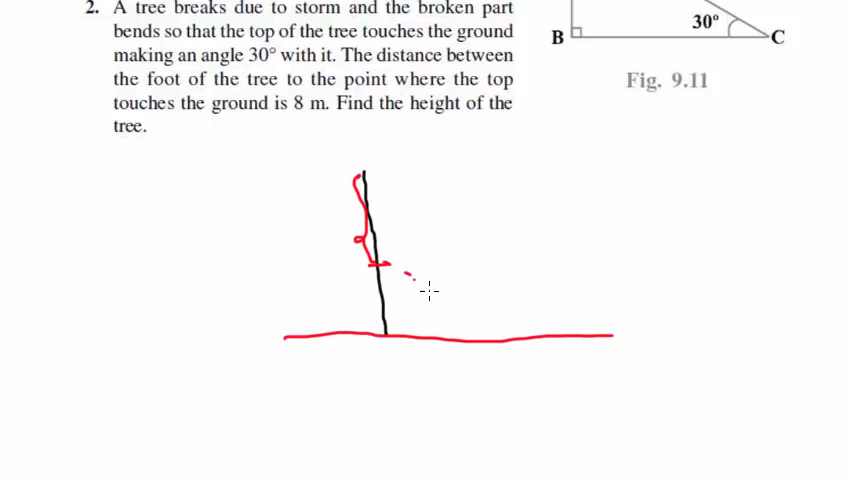 2. A tree breaks due to storm and the broken part
bends so that the top of the tree touches the ground
making an angle 30° with it. The distance between
the foot of the tree to the point where the top
touches the ground is 8 m. Find the height of the
tree.
30°
B
C
Fig. 9.11